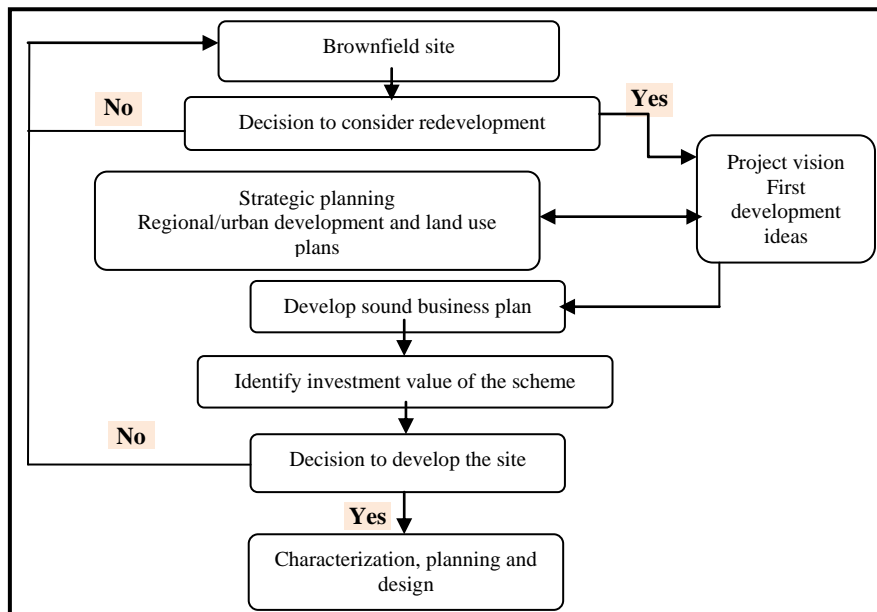 Brownfield site
No
Yes
Decision to consider redevelopment
Project vision
First
development
ideas
Strategic planning
Regional/urban development and land use
plans
Develop sound business plan
Identify investment value of the scheme
No
Decision to develop the site
Yes
Characterization, planning and
design